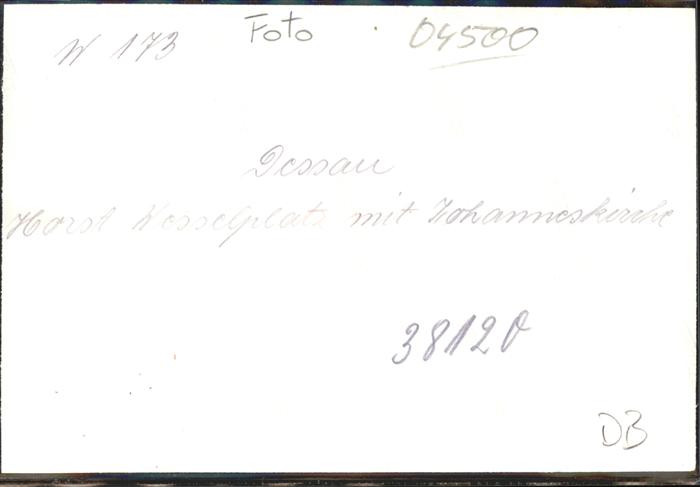 W 173 Foto 04500
Dessau
Horst Wesselplatz mit Johanneskirche
38120
DB